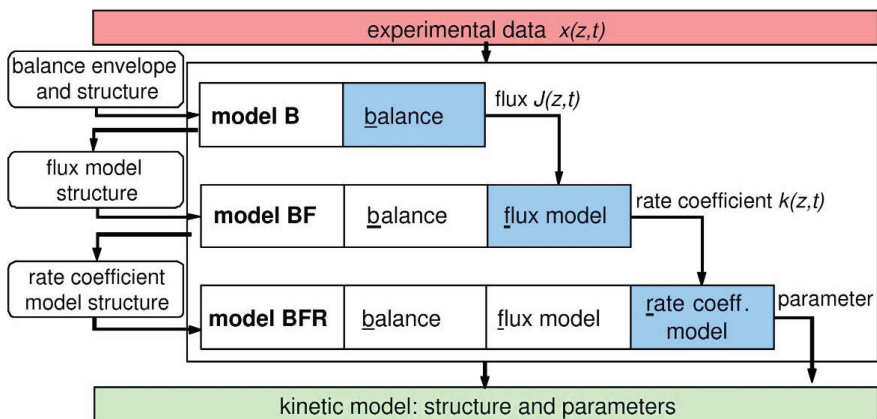 experimental data x(z,t)
balance envelope
and structure
model B
balance
flux J(z,t)
flux model
structure
model BF
balance
flux model
rate coefficient k(z,t)
rate coefficient
model structure
model BFR
balance
flux model
rate coeff.
model
parameter
kinetic model: structure and parameters